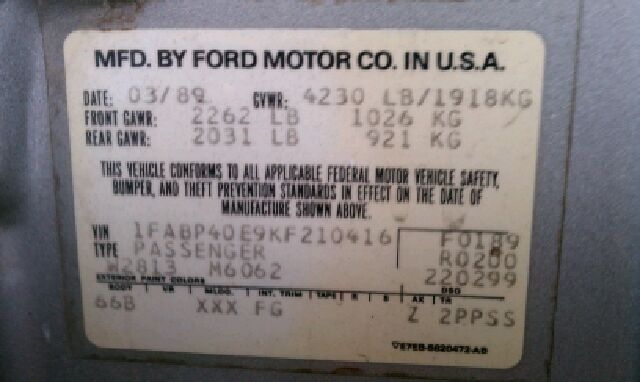 MFD. BY FORD MOTOR CO. IN U.S.A.
DATE: 03/89 GVWR: 4230 LB/1918KG
FRONT GAWR: 2262 LB 1026 KG
REAR GAWR: 2031 LB 921 KG
THIS VEHICLE CONFORMS TO ALL APPLICABLE FEDERAL MOTOR VEHICLE SAFETY,
BUMPER, AND THEFT PREVENTION STANDARDS IN EFFECT ON THE DATE OF
MANUFACTURE SHOWN ABOVE.
VIN 1FABP40E9KF210416 F0189
TYPE PASSENGER R0200
M2813 M6062 220299
EXTERIOR PAINT COLORS DSO
BODY VR MLDG. INT. TRIM TAPE R S AX TR
66B XXX FG Z 2PPSS